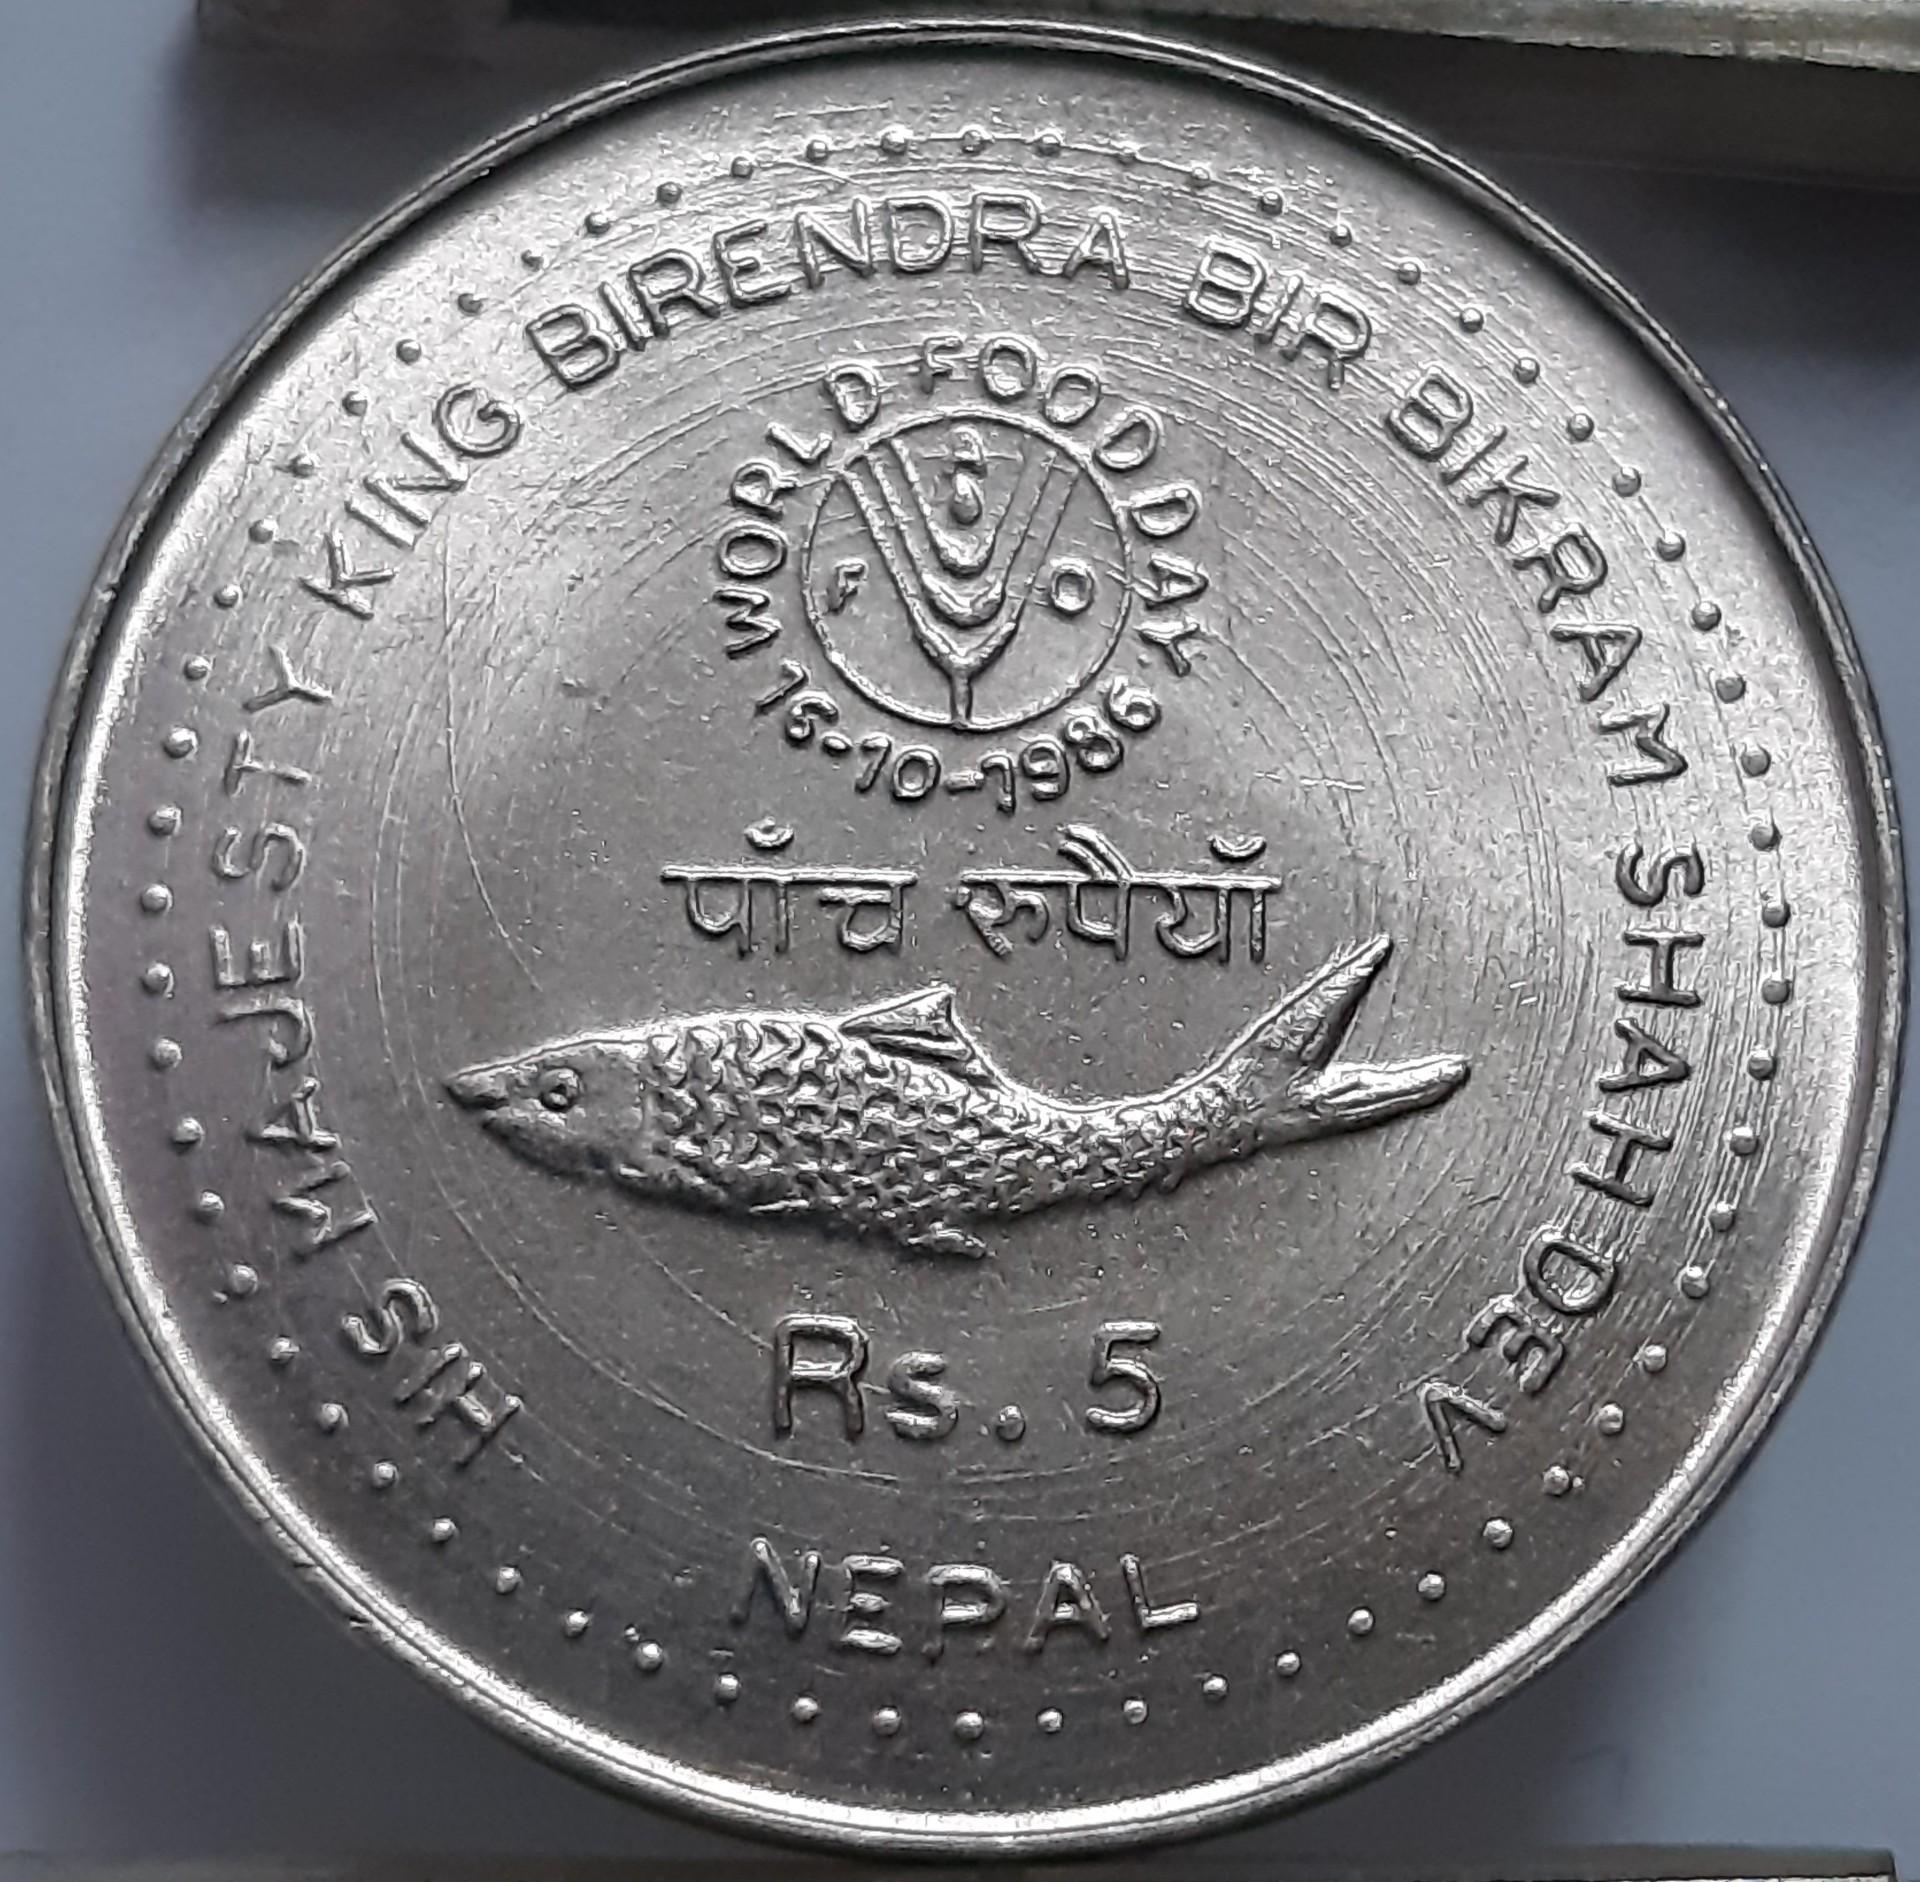 HIS MAJESTY KING BIRENDRA BIR BIKRAM SHAH DEV
WORLD FOOD DAY
F A O
16-10-1986
पाँच रुपैयाँ
Rs. 5
NEPAL